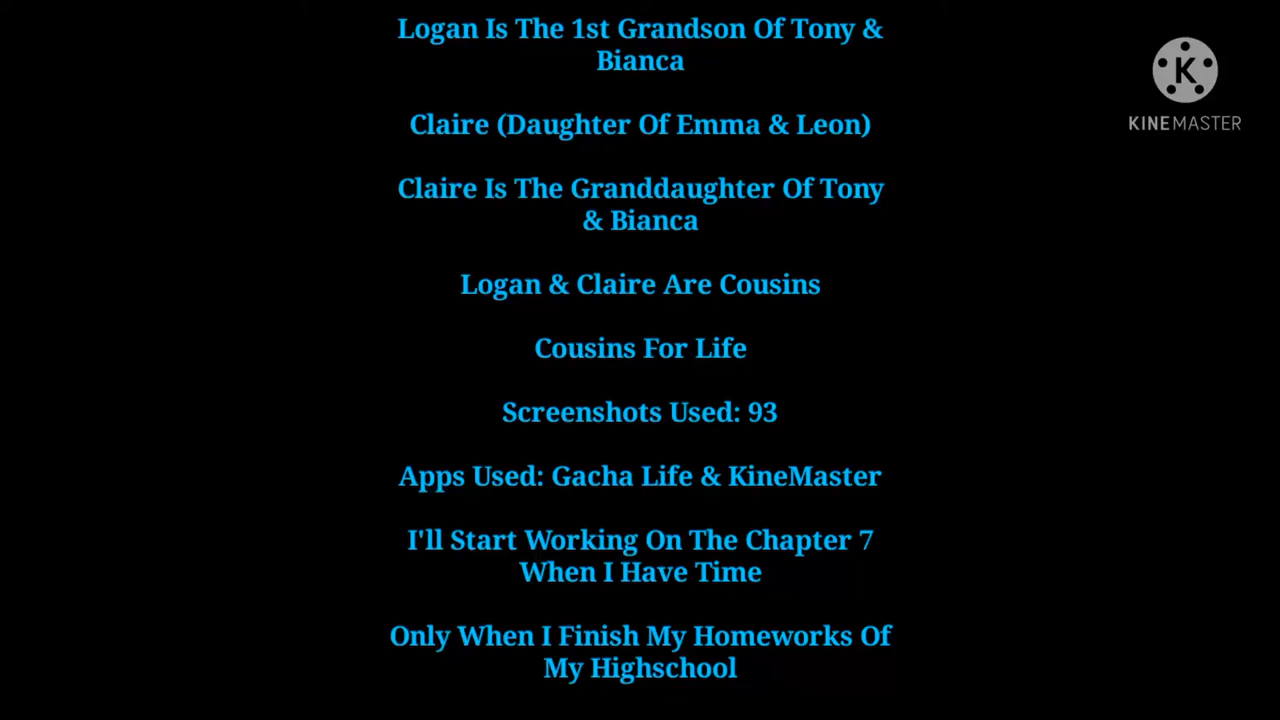 Logan Is The 1st Grandson Of Tony &
Bianca
Claire (Daughter Of Emma & Leon)
Claire Is The Granddaughter Of Tony
& Bianca
Logan & Claire Are Cousins
Cousins For Life
Screenshots Used: 93
Apps Used: Gacha Life & KineMaster
I'll Start Working On The Chapter 7
When I Have Time
Only When I Finish My Homeworks Of
My Highschool
K
KINEMASTER